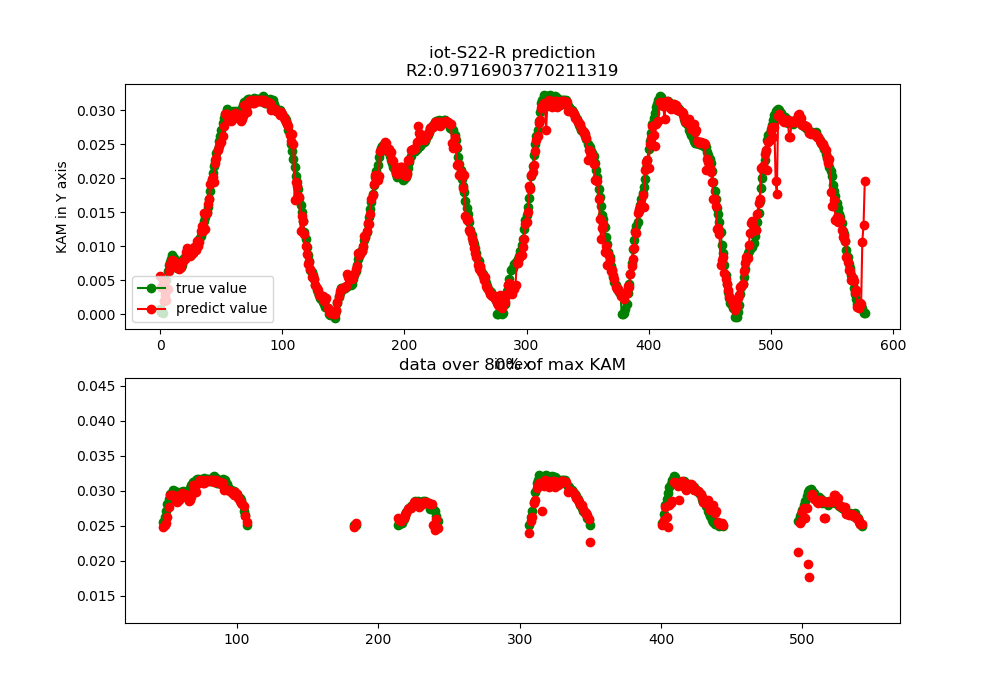 iot-S22-R prediction
R2:0.9716903770211319
KAM in Y axis
0.030
0.025
0.020
0.015
0.010
0.005
0.000
true value
predict value
0 100 200 300 400 500 600
index
data over 80% of max KAM
0.045
0.040
0.035
0.030
0.025
0.020
0.015
100 200 300 400 500